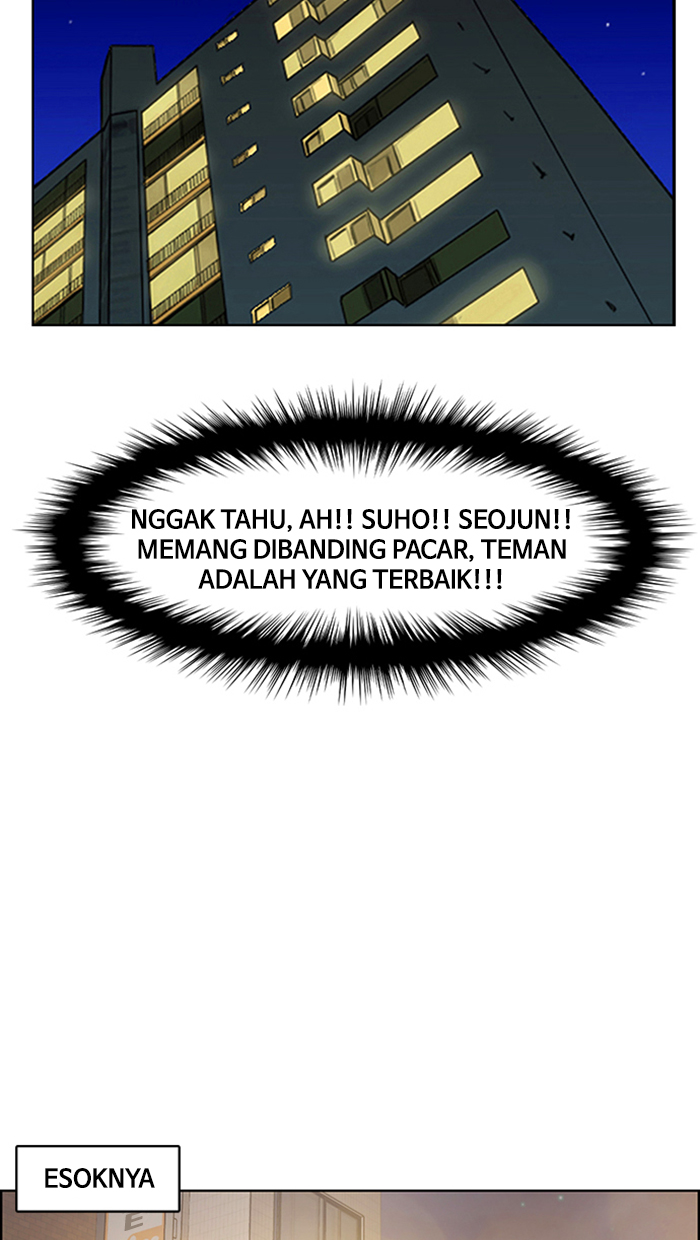 NGGAK TAHU, AH!! SUHO!! SEOJUN!!
MEMANG DIBANDING PACAR, TEMAN
ADALAH YANG TERBAIK!!!
ESOKNYA
E